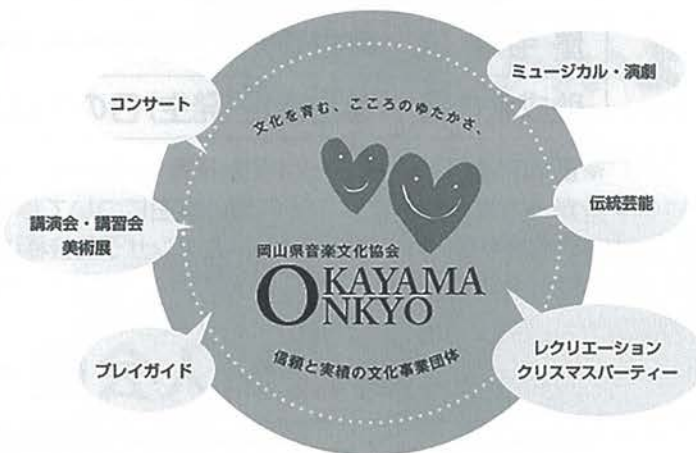 コンサート
ミュージカル・演劇
文化を育む、こころのゆたかさ、
講演会・講習会
美術展
伝統芸能
岡山県音楽文化協会
OKAYAMA
ONKYO
プレイガイド
信頼と実績の文化事業団体
レクリエーション
クリスマスパーティー